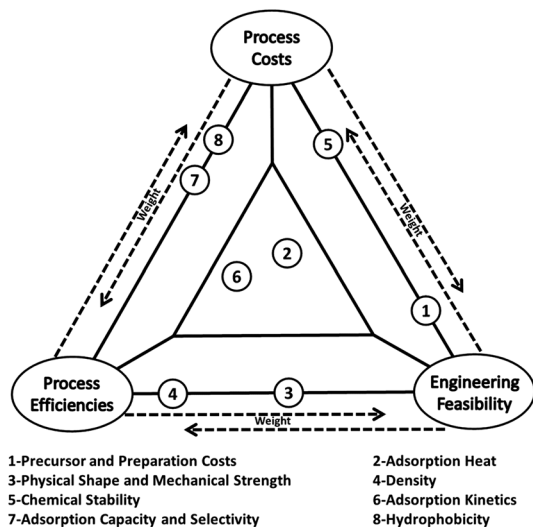 Process
Costs
8
5
7
Weight
Weight
2
6
1
Process
Efficiencies
4
3
Engineering
Feasibility
Weight
1-Precursor and Preparation Costs
2-Adsorption Heat
3-Physical Shape and Mechanical Strength
4-Density
5-Chemical Stability
6-Adsorption Kinetics
7-Adsorption Capacity and Selectivity
8-Hydrophobicity